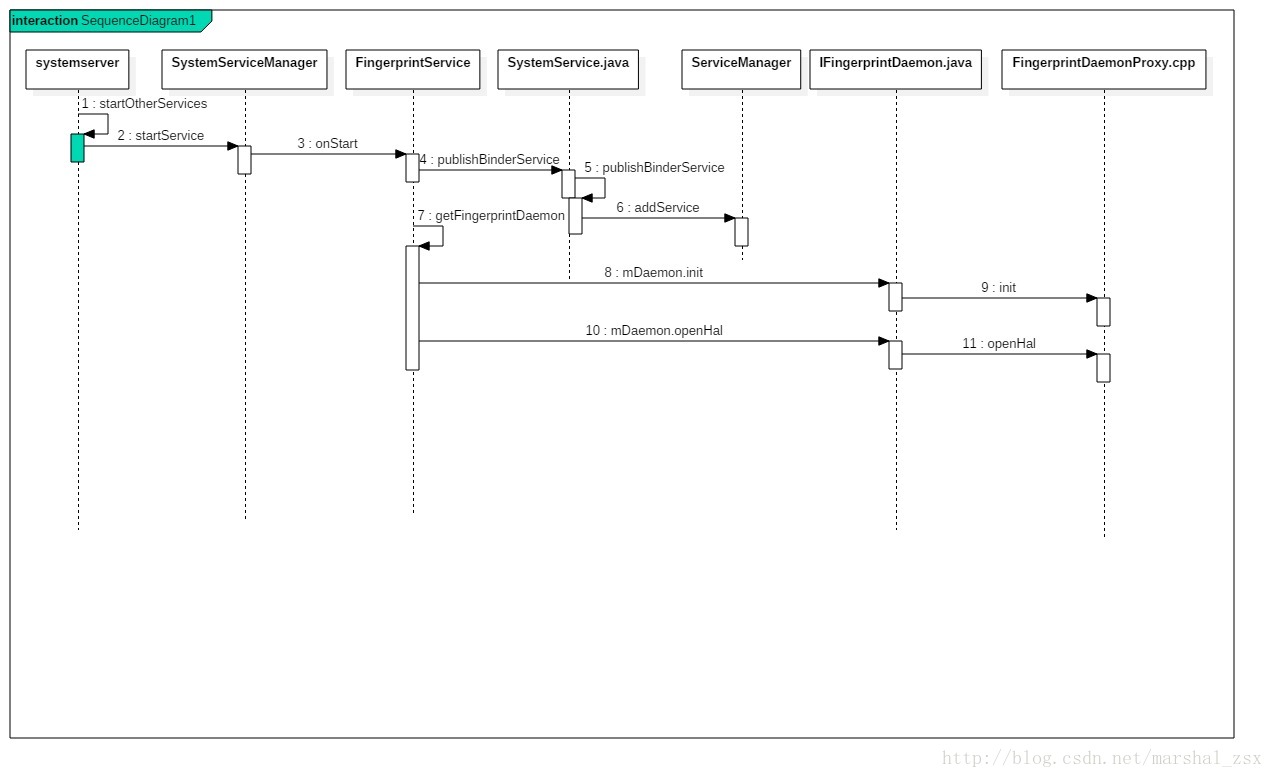 interaction SequenceDiagram1
systemserver
SystemServiceManager
FingerprintService
SystemService.java
ServiceManager
IFingerprintDaemon.java
FingerprintDaemonProxy.cpp
1 : startOtherServices
2 : startService
3 : onStart
4 : publishBinderService
5 : publishBinderService
6 : addService
7 : getFingerprintDaemon
8 : mDaemon.init
9 : init
10 : mDaemon.openHal
11 : openHal
http://blog.csdn.net/marshal_zsx